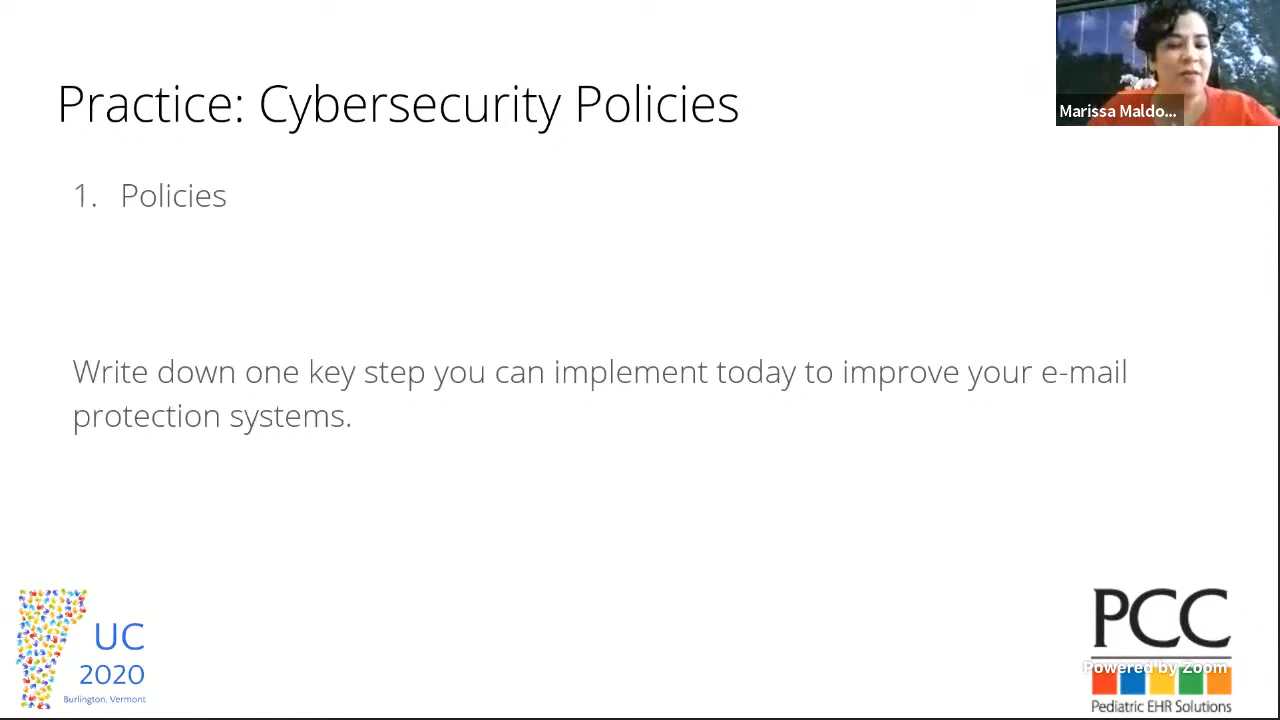 Practice: Cybersecurity Policies
Marissa Maldo...
1. Policies
Write down one key step you can implement today to improve your e-mail
protection systems.
UC
2020
Burlington, Vermont
PCC
Powered by Zoom
Pediatric EHR Solutions